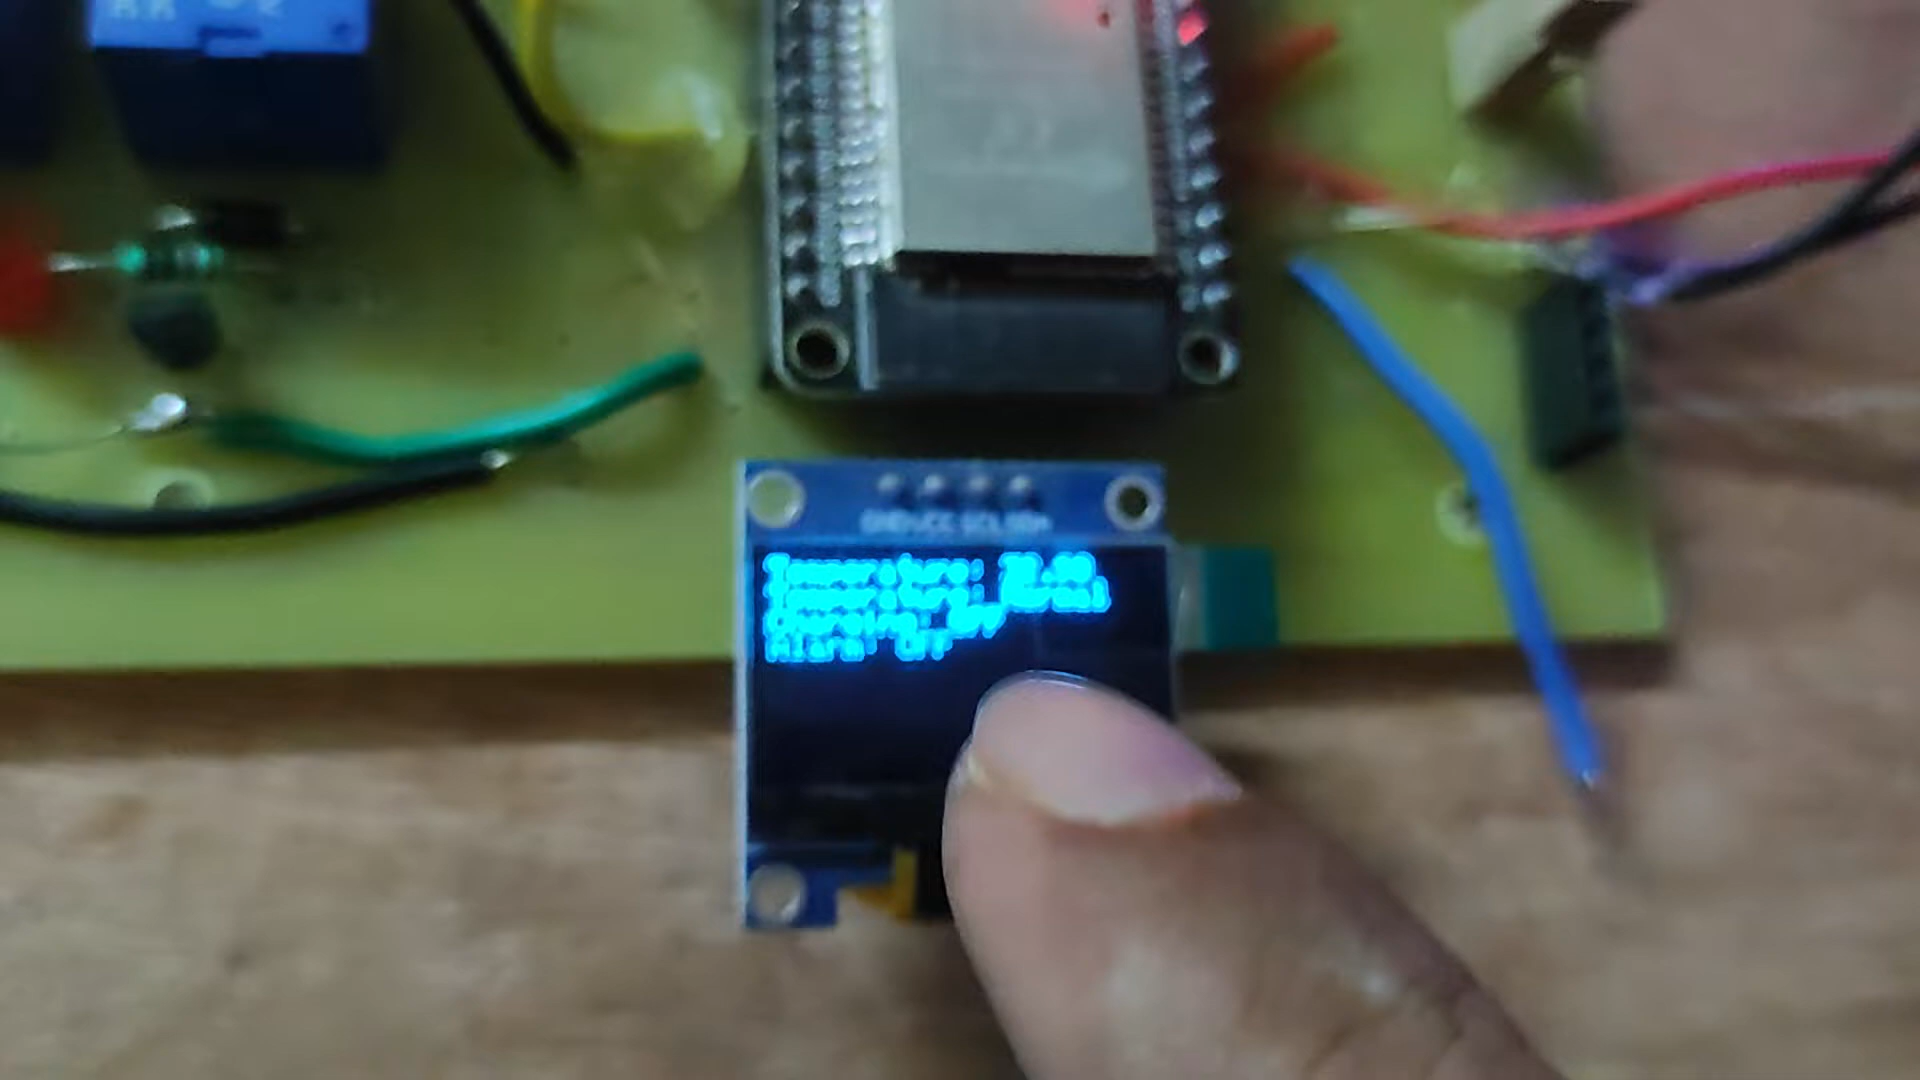 GND VCC SCL SDA
Temperature:
Temperature: Normal
Charging: OFF
Alarm: OFF